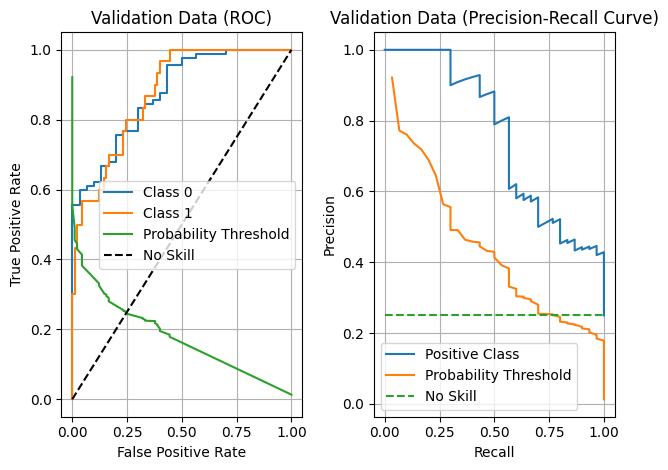 Validation Data (ROC)
True Positive Rate
1.0
0.8
0.6
0.4
0.2
0.0
Class 0
Class 1
Probability Threshold
No Skill
0.00 0.25 0.50 0.75 1.00
False Positive Rate
Validation Data (Precision-Recall Curve)
Precision
1.0
0.8
0.6
0.4
0.2
0.0
Positive Class
Probability Threshold
No Skill
0.00 0.25 0.50 0.75 1.00
Recall